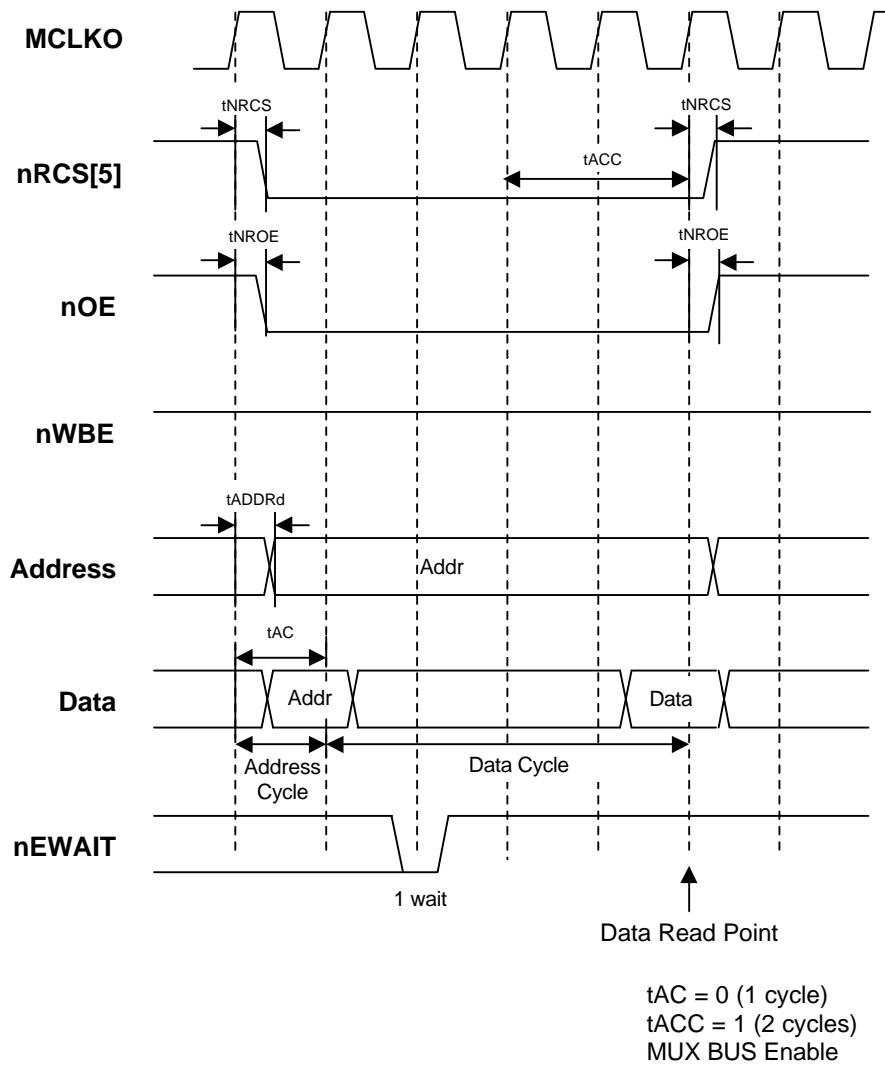 MCLKO
tNRCS
tNRCS
tACC
nRCS[5]
tNROE
tNROE
nOE
nWBE
tADDRd
Address
Addr
tAC
Data
Addr
Data
Address
Cycle
Data Cycle
nEWAIT
1 wait
Data Read Point
tAC = 0 (1 cycle)
tACC = 1 (2 cycles)
MUX BUS Enable